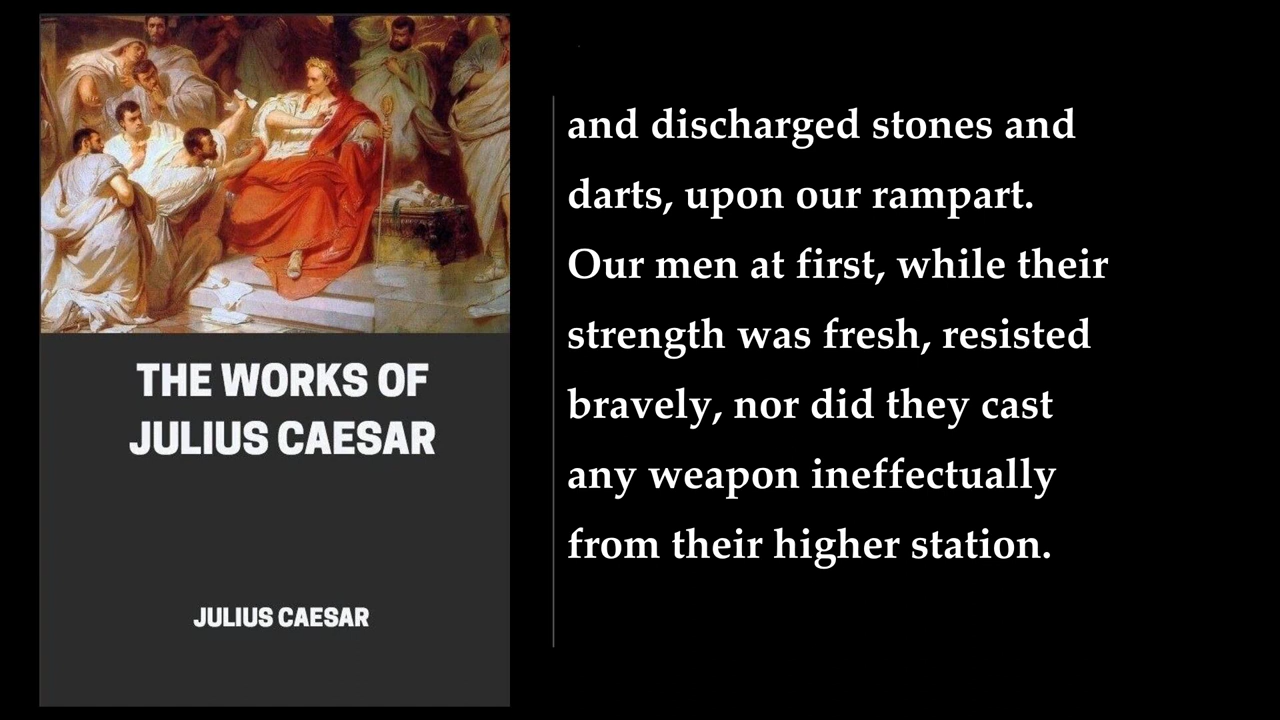 THE WORKS OF
JULIUS CAESAR
JULIUS CAESAR
and discharged stones and
darts, upon our rampart.
Our men at first, while their
strength was fresh, resisted
bravely, nor did they cast
any weapon ineffectually
from their higher station.